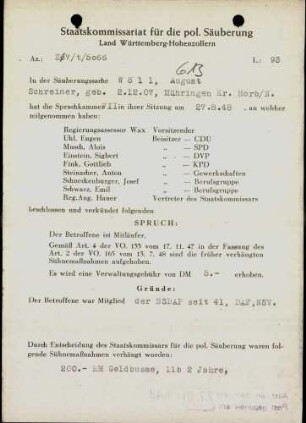 Staatskommissariat für die pol. Säuberung
Land Württemberg-Hohenzollern
Az.: /V/t/5066
L.: 93
613
In der Säuberungssache Wöll, August
Schreiner, geb. 2.12.07, Mühringen Kr. Horb/N.
hat die Spruchkammer VII in ihrer Sitzung am 27.8.48 an welcher
teilgenommen haben:
Regierungsassessor Wax Vorsitzender
Uhl, Eugen Beisitzer — CDU
Musch, Alois „ — SPD
Einstein, Sigbert „ — DVP
Fink, Gottlieb „ — KPD
Steinacher, Anton „ — Gewerkschaften
Schneckenburger, Josef „ — Berufsgruppe
Schwarz, Emil „ — Berufsgruppe
Reg.Ang. Hauer Vertreter des Staatskommissars
beschlossen und verkündet folgenden
SPRUCH:
Der Betroffene ist Mitläufer.
Gemäß Art. 4 der VO. 133 vom 17. 11. 47 in der Fassung des
Art. 2 der VO. 165 vom 13. 7. 48 sind die früher verhängten
Sühnemaßnahmen aufgehoben.
Es wird eine Verwaltungsgebühr von DM 5.- erhoben.
Gründe:
Der Betroffene war Mitglied der NSDAP seit 41, DAF, NSV.
Durch Entscheidung des Staatskommissars für die pol. Säuberung waren fol-
gende Sühnemaßnahmen verhängt worden:
200.- RM Geldbusse, 11b 2 Jahre,